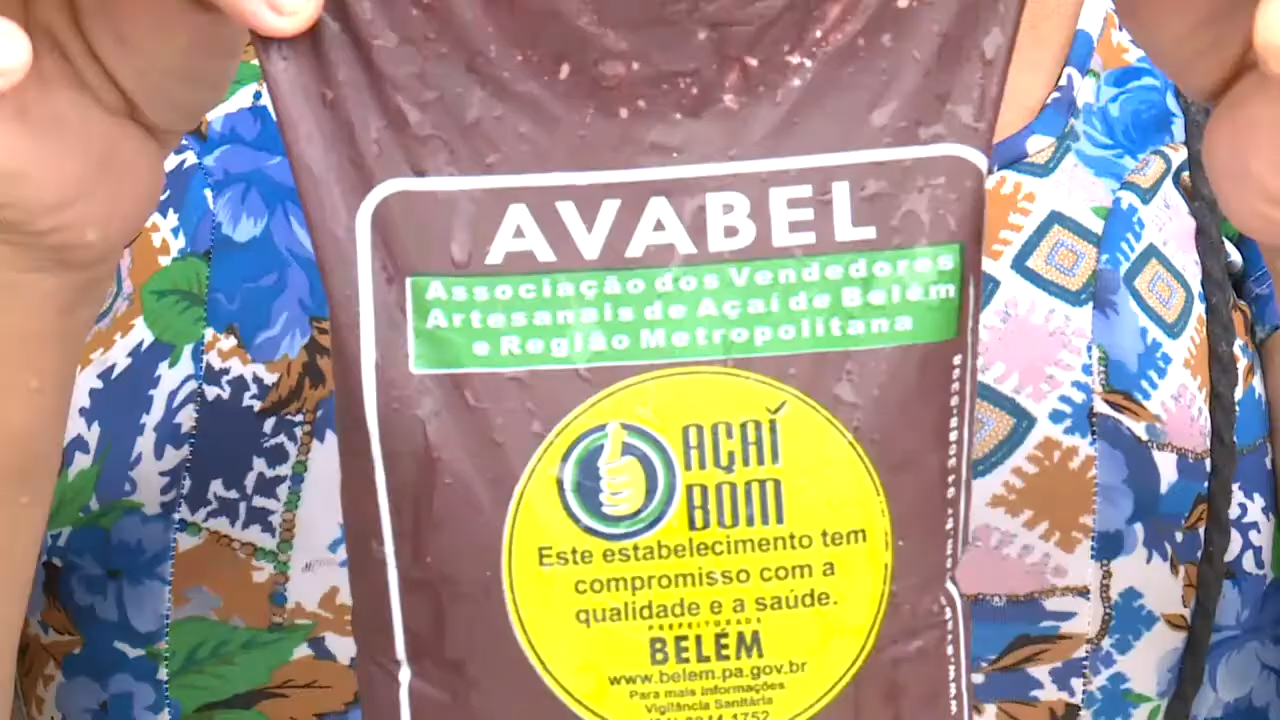 AVABEL
Associação dos Vendedores
Artesanais de Açaí de Belém
e Região Metropolitana
AÇAÍ
BOM
Este estabelecimento tem
compromisso com a
qualidade e a saúde.
PREFEITURA DE
BELÉM
www.belem.pa.gov.br
Para mais informações
Vigilância Sanitária